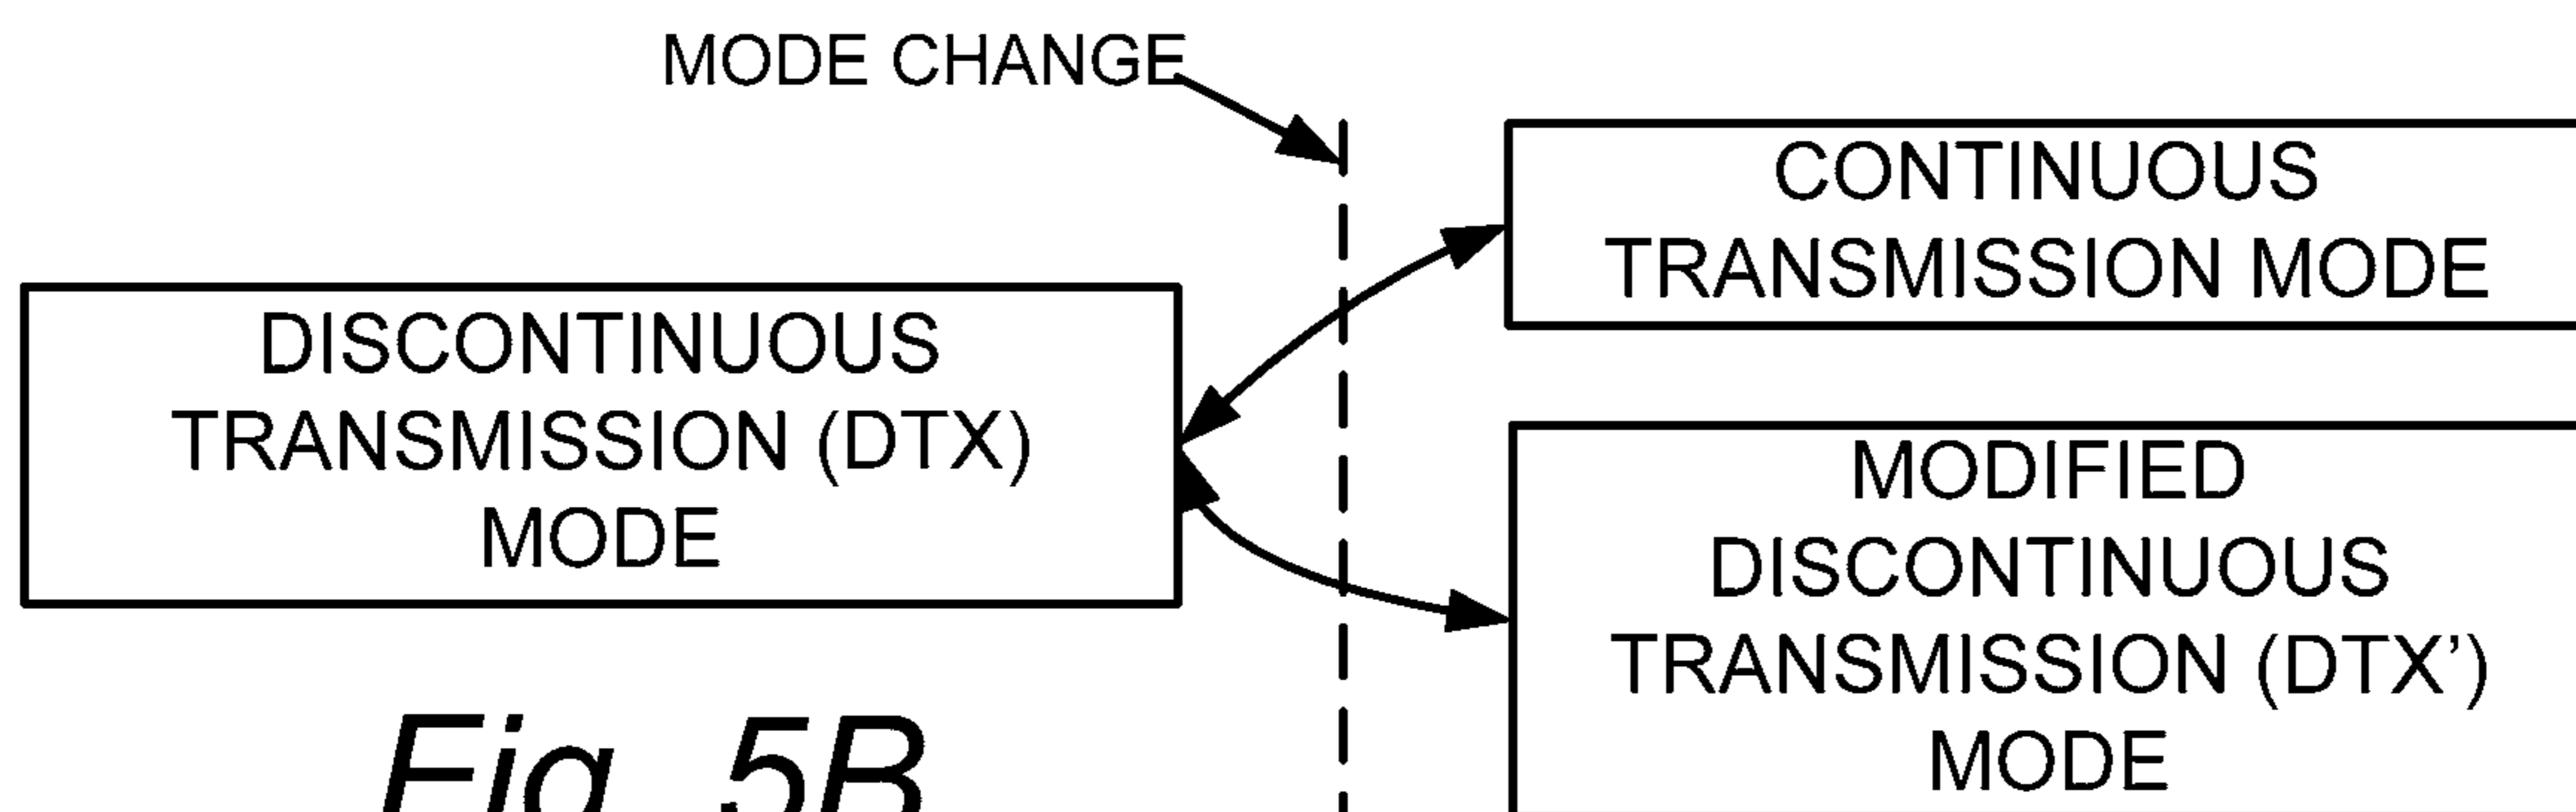 MODE CHANGE
CONTINUOUS
TRANSMISSION MODE
DISCONTINUOUS
TRANSMISSION (DTX)
MODE
MODIFIED
DISCONTINUOUS
TRANSMISSION (DTX’)
MODE
Fig. 5B